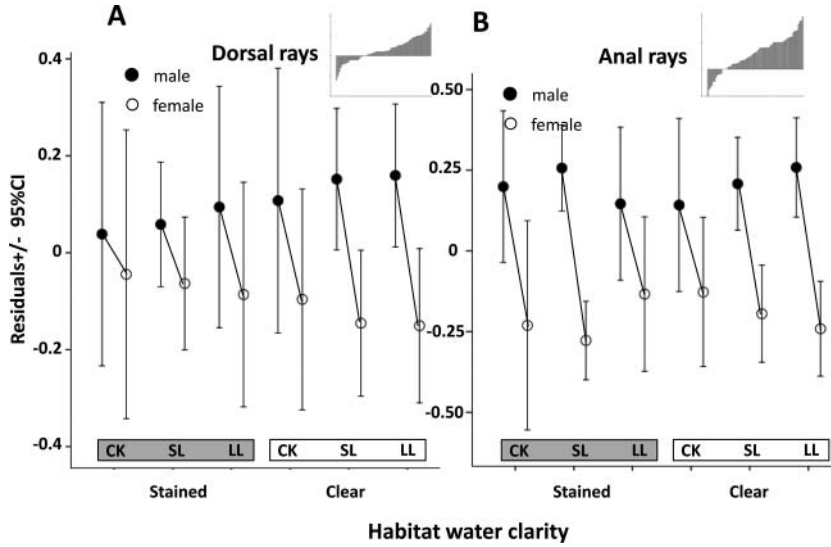 A
Dorsal rays
male
female
0.4
0.2
0
-0.2
-0.4
Residuals+/- 95%CI
CK SL LL CK SL LL
Stained Clear
B
Anal rays
male
female
0.50
0.25
0
-0.25
-0.50
CK SL LL CK SL LL
Stained Clear
Habitat water clarity